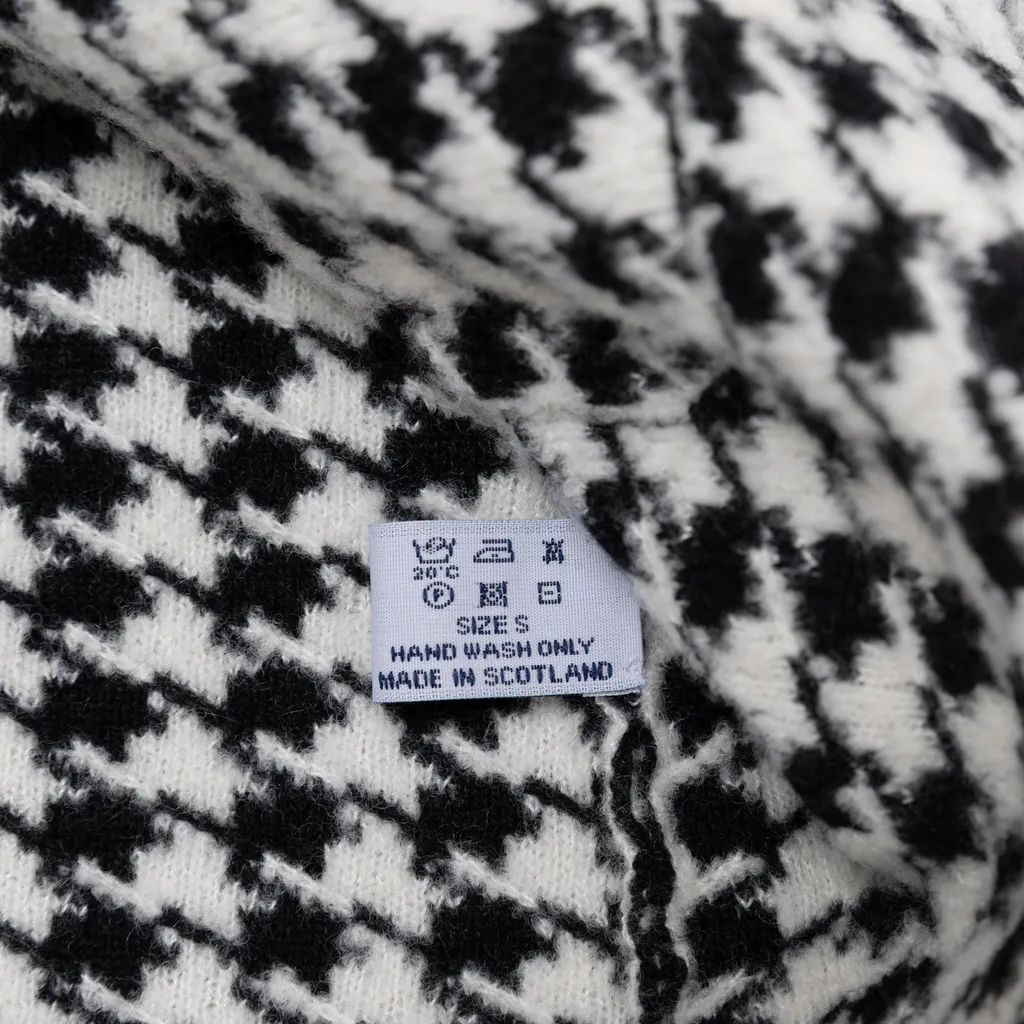 20°C
P
SIZE S
HAND WASH ONLY
MADE IN SCOTLAND